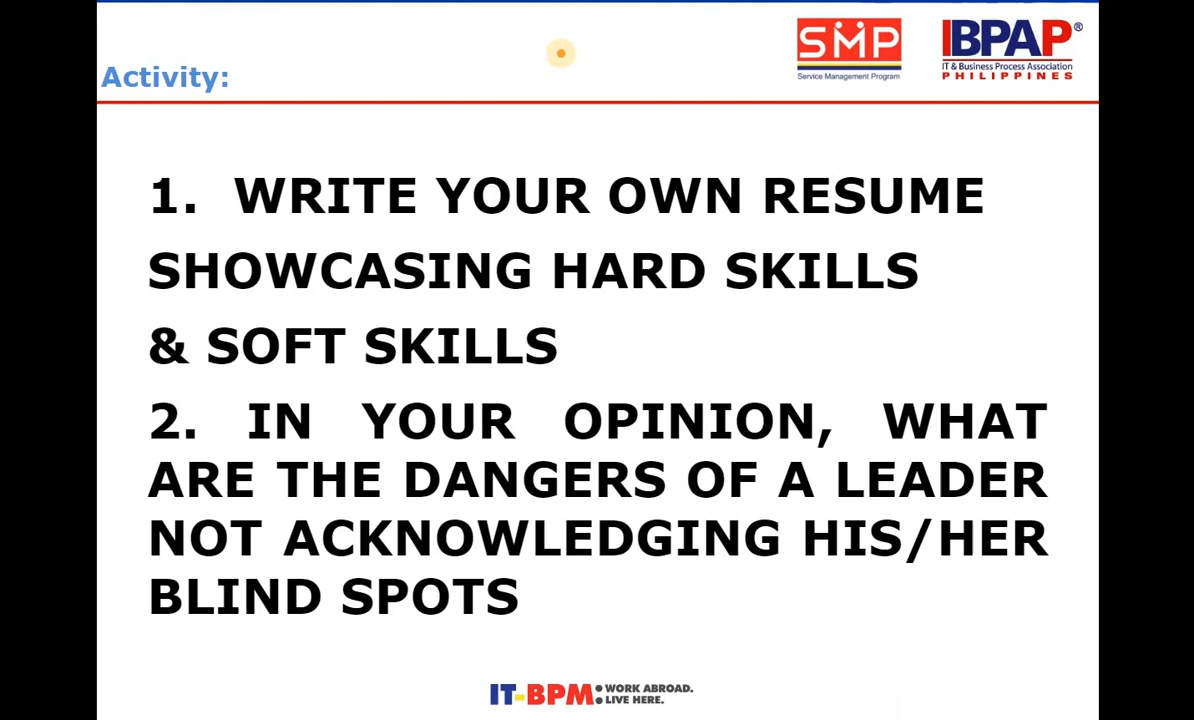 SMP
Service Management Program
IBPAP®
IT & Business Process Association
PHILIPPINES
Activity:
1. WRITE YOUR OWN RESUME
SHOWCASING HARD SKILLS
& SOFT SKILLS
2. IN YOUR OPINION, WHAT
ARE THE DANGERS OF A LEADER
NOT ACKNOWLEDGING HIS/HER
BLIND SPOTS
IT-BPM: WORK ABROAD.
LIVE HERE.